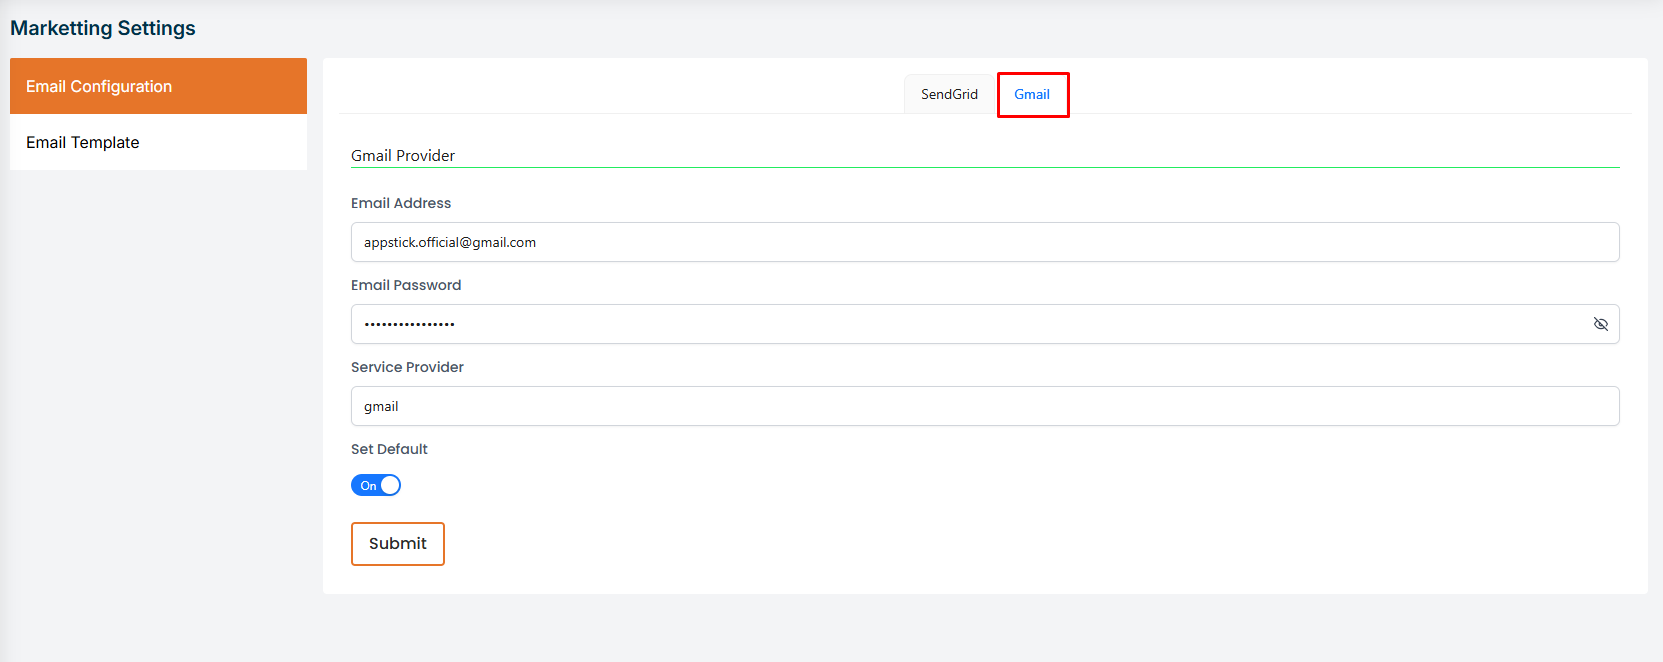 Marketting Settings
Email Configuration
Email Template
SendGrid Gmail
Gmail Provider
Email Address
appstick.official@gmail.com
Email Password
••••••••••••••••
Service Provider
gmail
Set Default
On
Submit